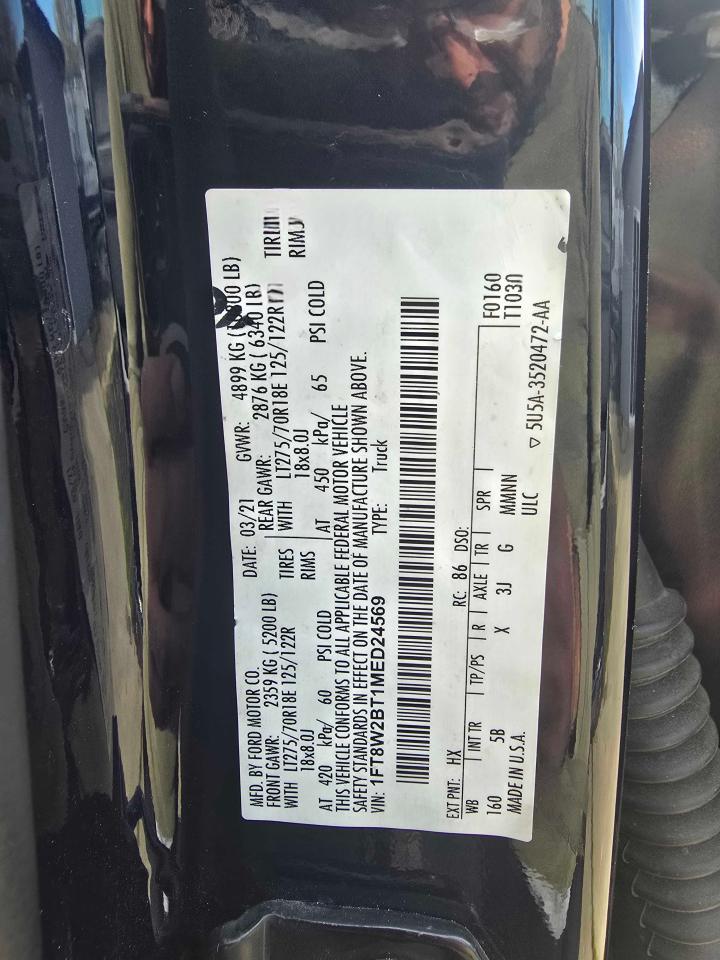 MFD. BY FORD MOTOR CO.
DATE: 03/21 GVWR: 4899 KG ( 00 LB)
FRONT GAWR: 2359 KG ( 5200 LB) REAR GAWR: 2876 KG ( 6340 LB)
WITH LT275/70R18E 125/122R TIRES WITH LT275/70R18E 125/122R TIRE
18x8.0J RIMS 18x8.0J RIM
AT 420 kPa/ 60 PSI COLD AT 450 kPa/ 65 PSI COLD
THIS VEHICLE CONFORMS TO ALL APPLICABLE FEDERAL MOTOR VEHICLE
SAFETY STANDARDS IN EFFECT ON THE DATE OF MANUFACTURE SHOWN ABOVE.
VIN: 1FT8W2BT1MED24569 TYPE: Truck
EXT PNT: HX RC: 86 DSO: F0160
WB INT TR TP/PS R AXLE TR SPR T1030
160 5B X 3J G MMNN
MADE IN U.S.A. ULC
▽ 5U5A-3520472-AA